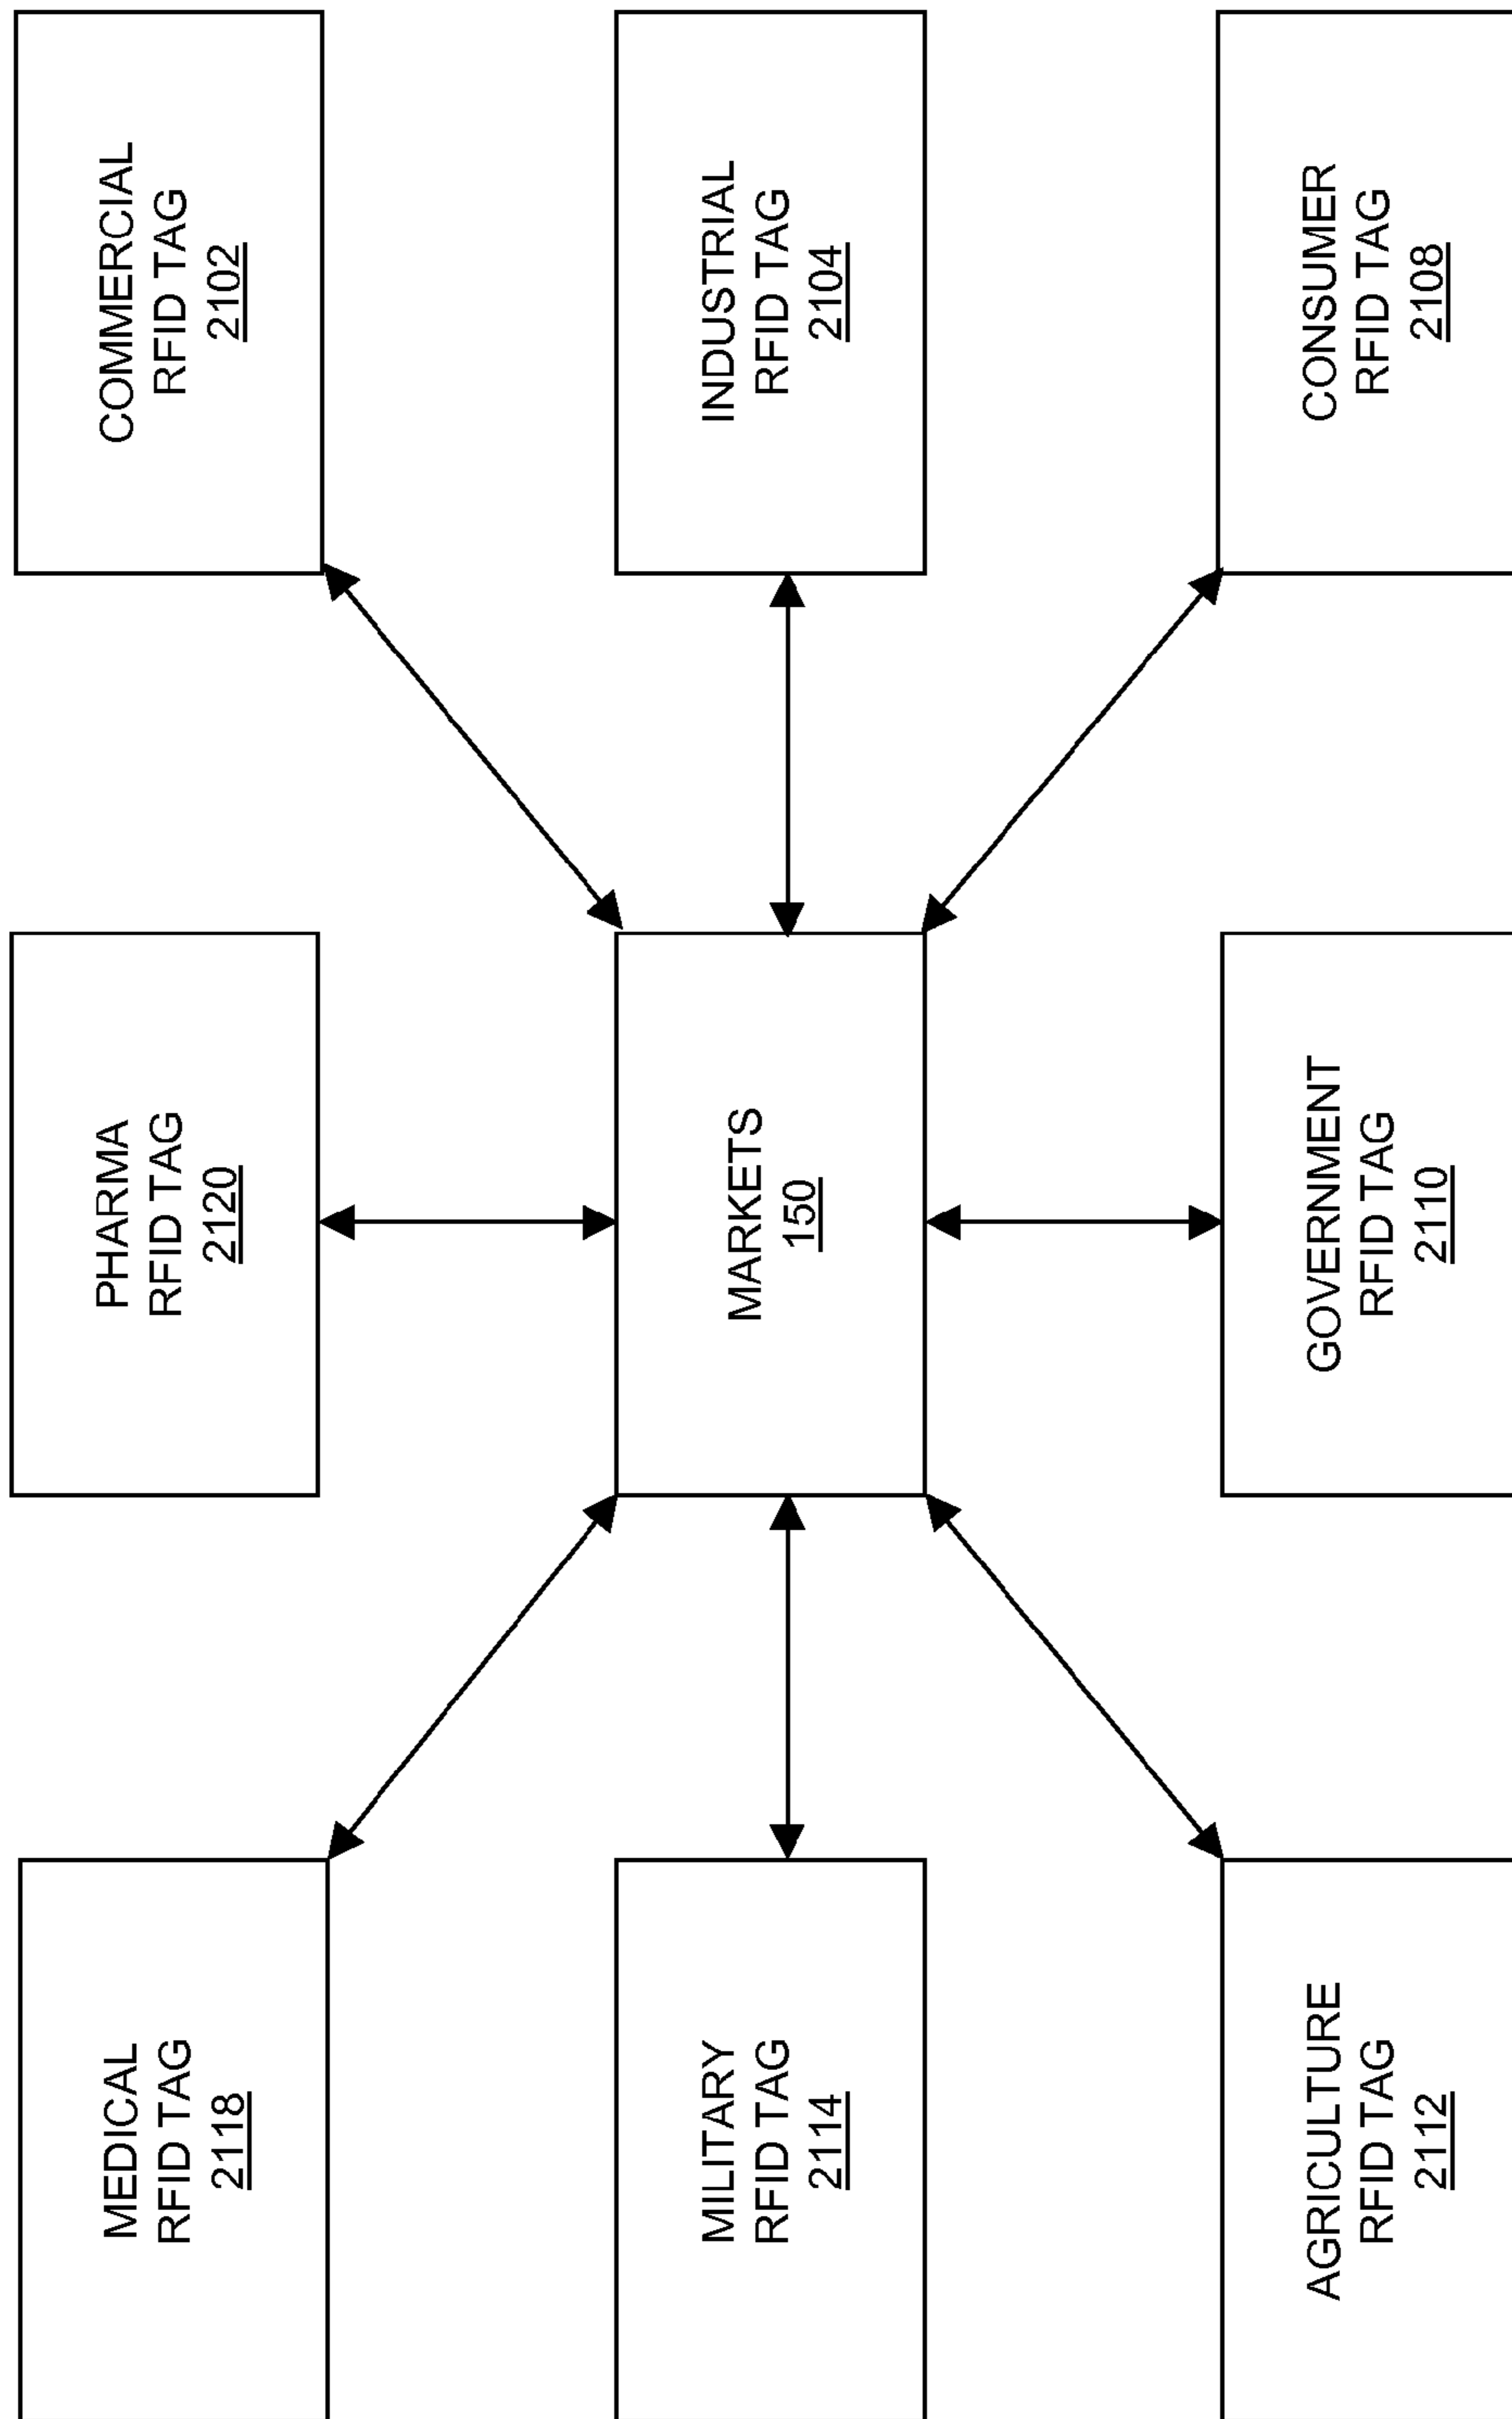 MEDICAL
RFID TAG
2118
PHARMA
RFID TAG
2120
COMMERCIAL
RFID TAG
2102
MILITARY
RFID TAG
2114
MARKETS
150
INDUSTRIAL
RFID TAG
2104
AGRICULTURE
RFID TAG
2112
GOVERNMENT
RFID TAG
2110
CONSUMER
RFID TAG
2108